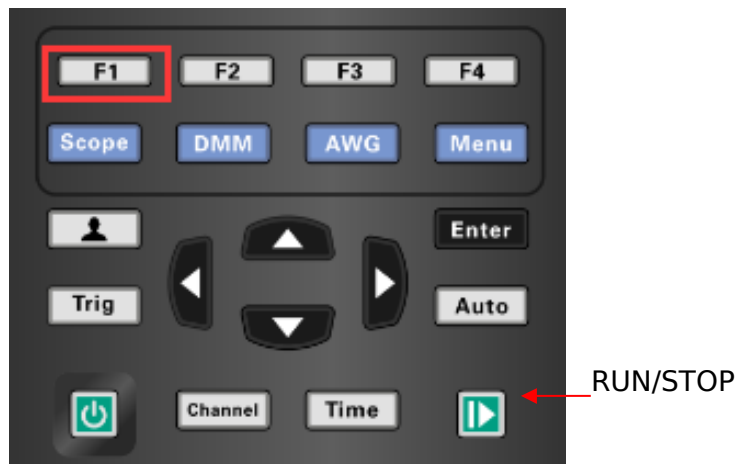 F1 F2 F3 F4
Scope DMM AWG Menu
Enter
Trig Auto
RUN/STOP
Channel Time